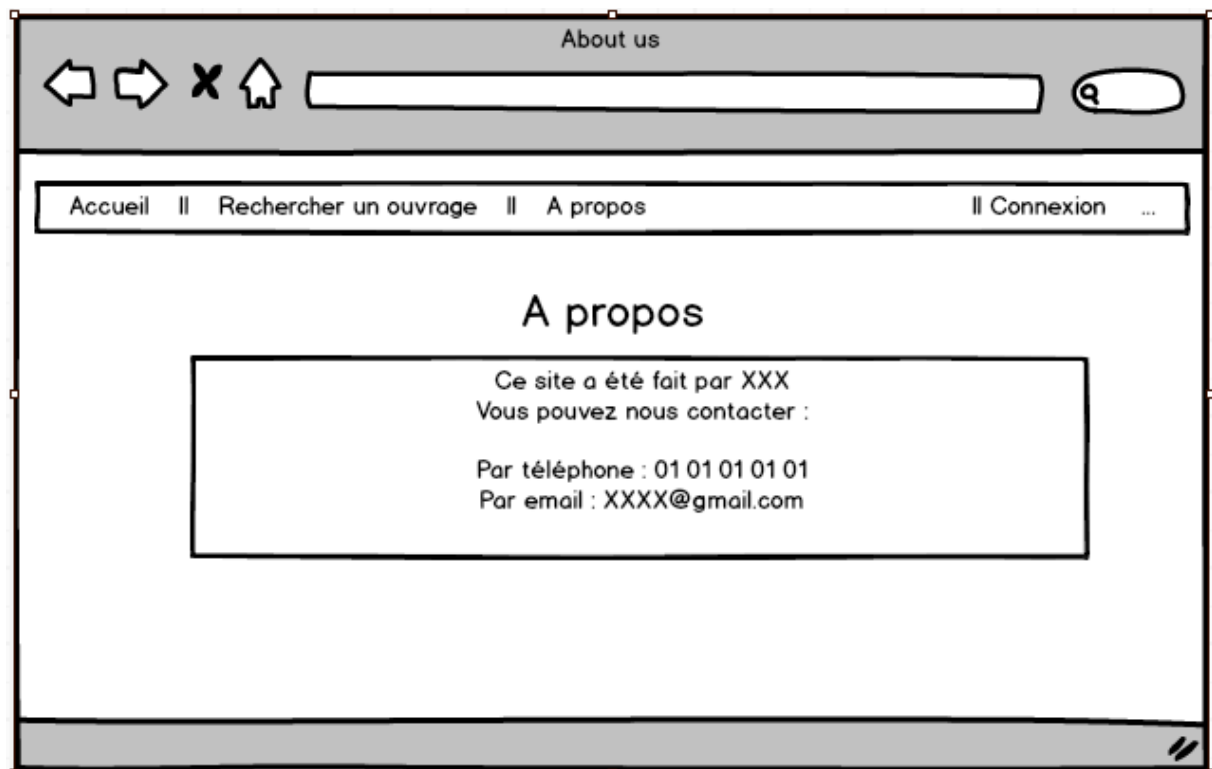 About us
Accueil || Rechercher un ouvrage || A propos || Connexion ...
A propos
Ce site a été fait par XXX
Vous pouvez nous contacter :
Par téléphone : 01 01 01 01 01
Par email : XXXX@gmail.com